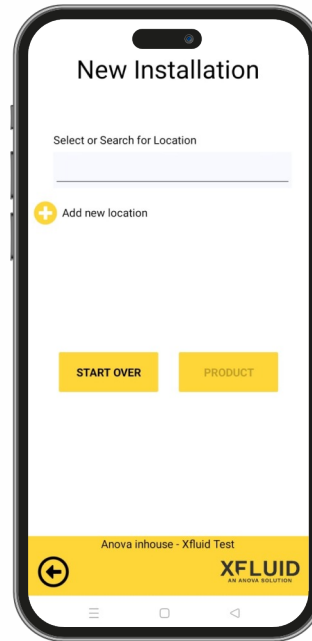 New Installation
Select or Search for Location
Add new location
START OVER
PRODUCT
Anova inhouse - Xfluid Test
XFLUID
AN ANOVA SOLUTION